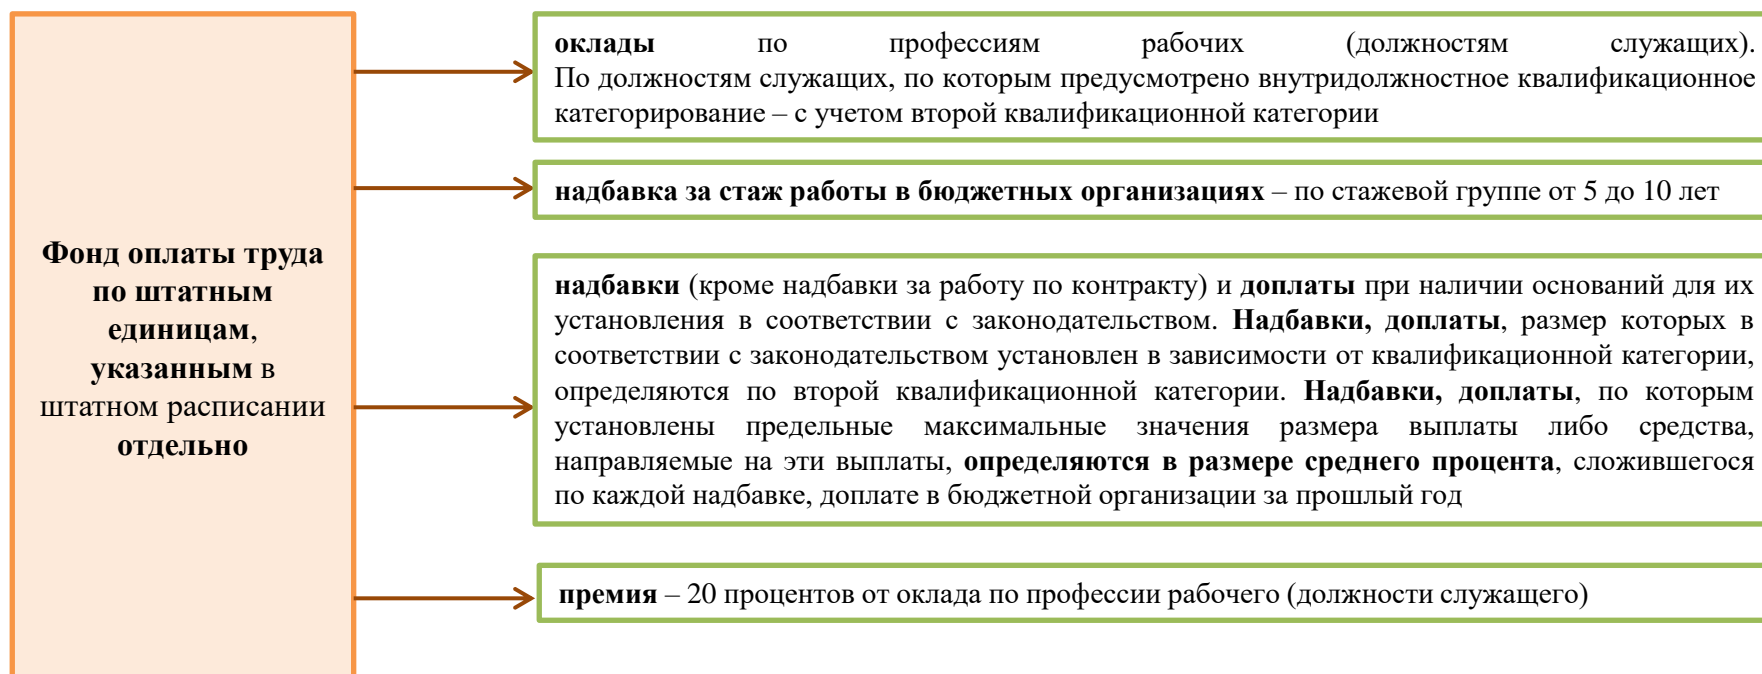 Фонд оплаты труда
по штатным
единицам,
указанным в
штатном расписании
отдельно
оклады по профессиям рабочих (должностям служащих).
По должностям служащих, по которым предусмотрено внутридолжностное квалификационное
категорирование – с учетом второй квалификационной категории
надбавка за стаж работы в бюджетных организациях – по стажевой группе от 5 до 10 лет
надбавки (кроме надбавки за работу по контракту) и доплаты при наличии оснований для их
установления в соответствии с законодательством. Надбавки, доплаты, размер которых в
соответствии с законодательством установлен в зависимости от квалификационной категории,
определяются по второй квалификационной категории. Надбавки, доплаты, по которым
установлены предельные максимальные значения размера выплаты либо средства,
направляемые на эти выплаты, определяются в размере среднего процента, сложившегося
по каждой надбавке, доплате в бюджетной организации за прошлый год
премия – 20 процентов от оклада по профессии рабочего (должности служащего)